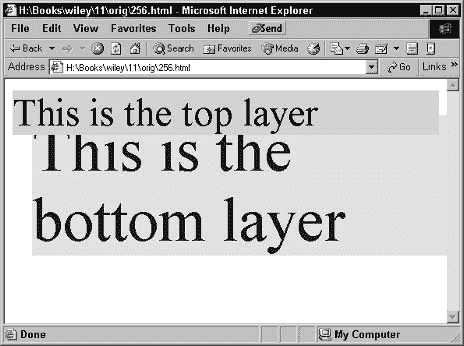 H:\Books\wiley\11\orig\256.html - Microsoft Internet Explorer
File Edit View Favorites Tools Help Send
Back Search Favorites Media
Address H:\Books\wiley\11\orig\256.html Go Links »
This is the top layer
This is the
bottom layer
Done My Computer